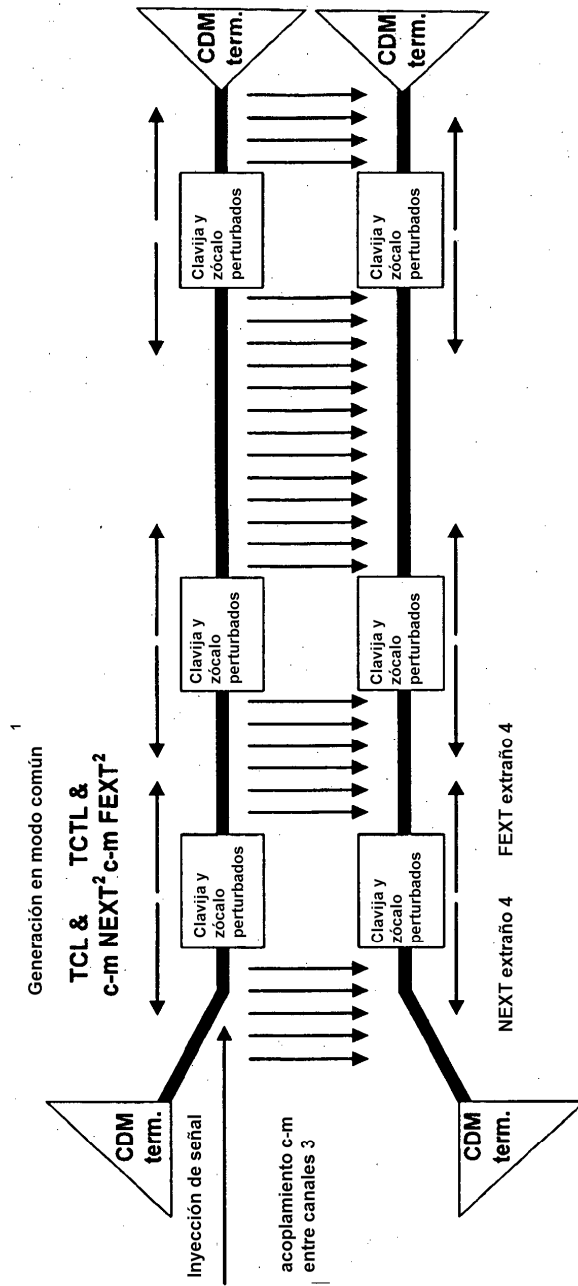 Generación en modo común 1
TCL & TCTL &
c-m NEXT² c-m FEXT²
CDM
term.
CDM
term.
Inyección de señal
Clavija y
zócalo
perturbados
Clavija y
zócalo
perturbados
Clavija y
zócalo
perturbados
acoplamiento c-m
entre canales 3
CDM
term.
CDM
term.
Clavija y
zócalo
perturbados
Clavija y
zócalo
perturbados
Clavija y
zócalo
perturbados
NEXT extraño 4
FEXT extraño 4